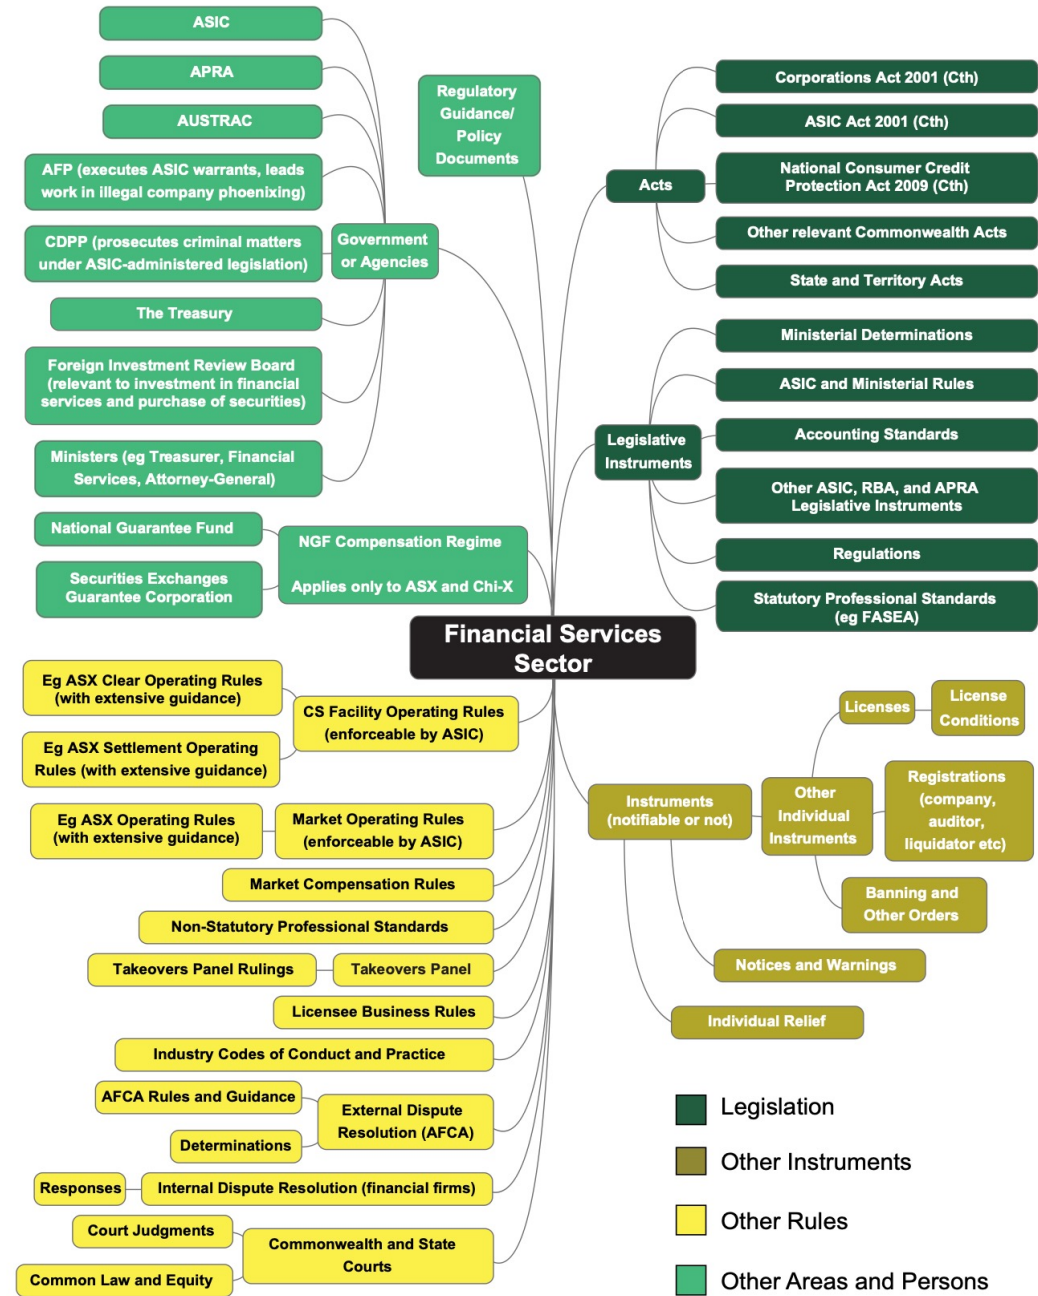 ASIC
APRA
AUSTRAC
AFP (executes ASIC warrants, leads
work in illegal company phoenixing)
CDPP (prosecutes criminal matters
under ASIC-administered legislation)
The Treasury
Foreign Investment Review Board
(relevant to investment in financial
services and purchase of securities)
Ministers (eg Treasurer, Financial
Services, Attorney-General)
Government
or Agencies
Regulatory
Guidance/
Policy
Documents
National Guarantee Fund
Securities Exchanges
Guarantee Corporation
NGF Compensation Regime
Applies only to ASX and Chi-X
Acts
Corporations Act 2001 (Cth)
ASIC Act 2001 (Cth)
National Consumer Credit
Protection Act 2009 (Cth)
Other relevant Commonwealth Acts
State and Territory Acts
Legislative
Instruments
Ministerial Determinations
ASIC and Ministerial Rules
Accounting Standards
Other ASIC, RBA, and APRA
Legislative Instruments
Regulations
Statutory Professional Standards
(eg FASEA)
Financial Services
Sector
Eg ASX Clear Operating Rules
(with extensive guidance)
Eg ASX Settlement Operating
Rules (with extensive guidance)
CS Facility Operating Rules
(enforceable by ASIC)
Eg ASX Operating Rules
(with extensive guidance)
Market Operating Rules
(enforceable by ASIC)
Market Compensation Rules
Non-Statutory Professional Standards
Takeovers Panel Rulings
Takeovers Panel
Licensee Business Rules
Industry Codes of Conduct and Practice
AFCA Rules and Guidance
Determinations
External Dispute
Resolution (AFCA)
Responses
Internal Dispute Resolution (financial firms)
Court Judgments
Common Law and Equity
Commonwealth and State
Courts
Instruments
(notifiable or not)
Other
Individual
Instruments
Licenses
License
Conditions
Registrations
(company,
auditor,
liquidator etc)
Banning and
Other Orders
Notices and Warnings
Individual Relief
Legislation
Other Instruments
Other Rules
Other Areas and Persons